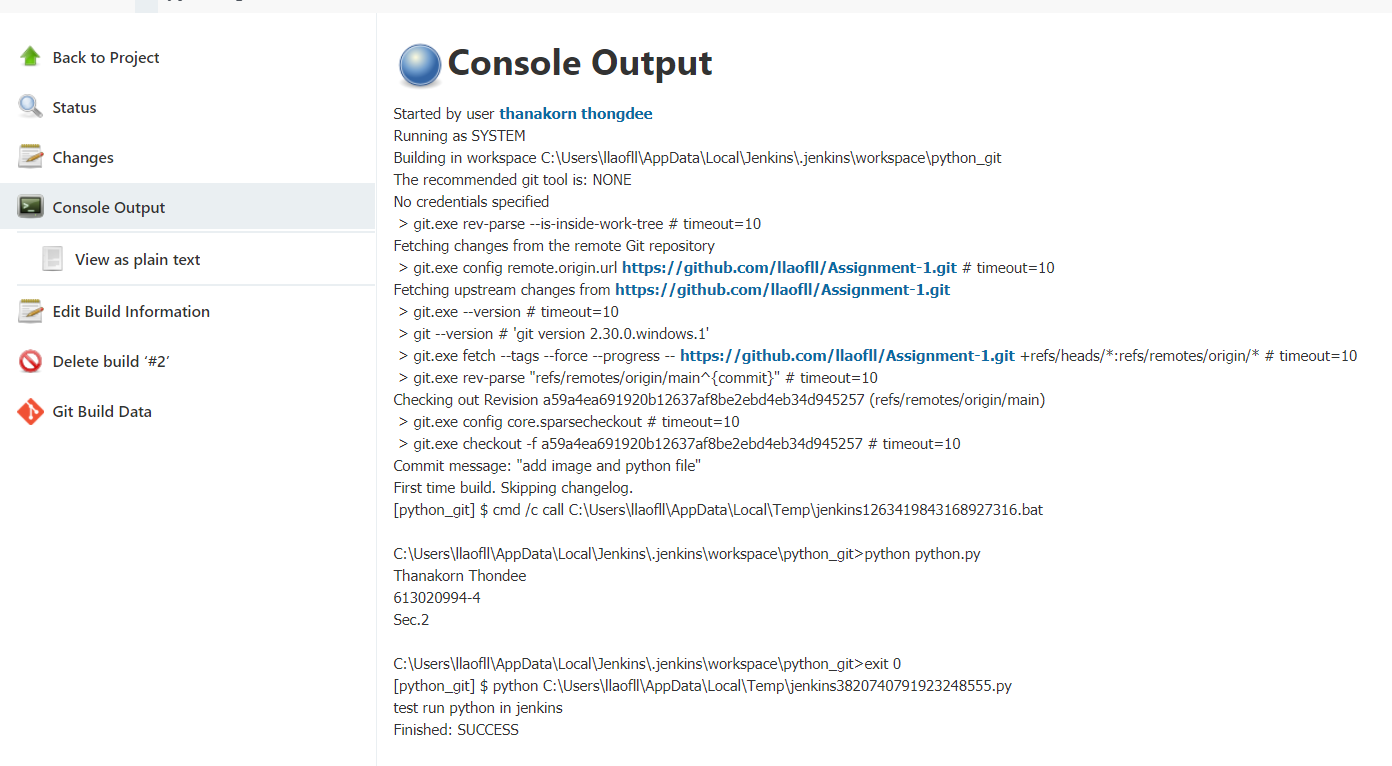 Back to Project
Status
Changes
Console Output
View as plain text
Edit Build Information
Delete build ‘#2’
Git Build Data
Console Output
Started by user thanakorn thongdee
Running as SYSTEM
Building in workspace C:\Users\llaofll\AppData\Local\Jenkins\.jenkins\workspace\python_git
The recommended git tool is: NONE
No credentials specified
> git.exe rev-parse --is-inside-work-tree # timeout=10
Fetching changes from the remote Git repository
> git.exe config remote.origin.url https://github.com/llaofll/Assignment-1.git # timeout=10
Fetching upstream changes from https://github.com/llaofll/Assignment-1.git
> git.exe --version # timeout=10
> git --version # 'git version 2.30.0.windows.1'
> git.exe fetch --tags --force --progress -- https://github.com/llaofll/Assignment-1.git +refs/heads/*:refs/remotes/origin/* # timeout=10
> git.exe rev-parse "refs/remotes/origin/main^{commit}" # timeout=10
Checking out Revision a59a4ea691920b12637af8be2ebd4eb34d945257 (refs/remotes/origin/main)
> git.exe config core.sparsecheckout # timeout=10
> git.exe checkout -f a59a4ea691920b12637af8be2ebd4eb34d945257 # timeout=10
Commit message: "add image and python file"
First time build. Skipping changelog.
[python_git] $ cmd /c call C:\Users\llaofll\AppData\Local\Temp\jenkins1263419843168927316.bat
C:\Users\llaofll\AppData\Local\Jenkins\.jenkins\workspace\python_git>python python.py
Thanakorn Thondee
613020994-4
Sec.2
C:\Users\llaofll\AppData\Local\Jenkins\.jenkins\workspace\python_git>exit 0
[python_git] $ python C:\Users\llaofll\AppData\Local\Temp\jenkins3820740791923248555.py
test run python in jenkins
Finished: SUCCESS